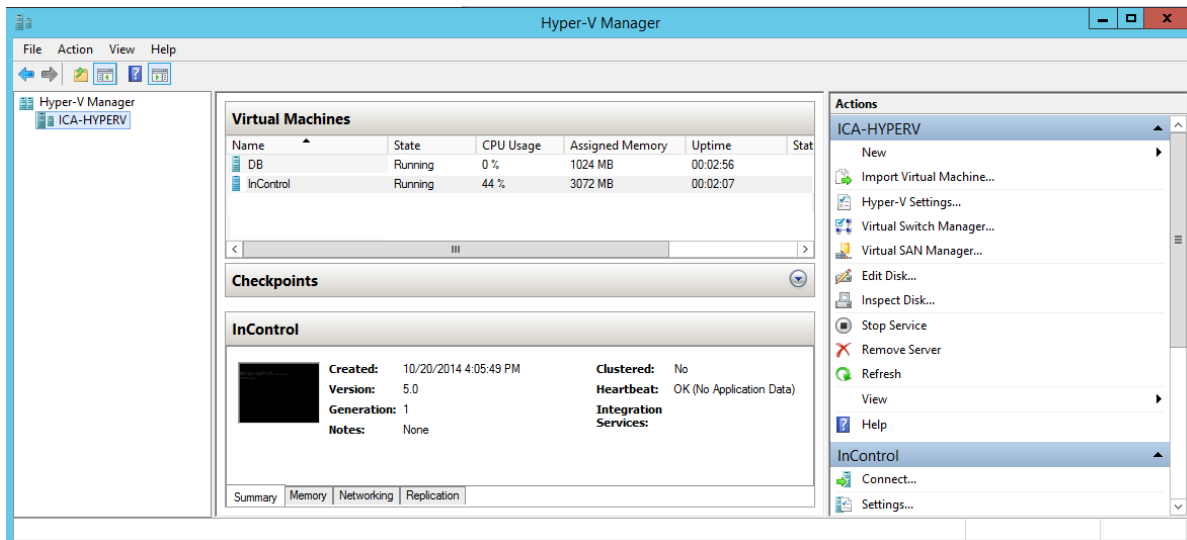 Hyper-V Manager
File Action View Help
Hyper-V Manager
ICA-HYPERV
Virtual Machines
Name State CPU Usage Assigned Memory Uptime Stat
DB Running 0 % 1024 MB 00:02:56
InControl Running 44 % 3072 MB 00:02:07
Checkpoints
InControl
Created: 10/20/2014 4:05:49 PM Clustered: No
Version: 5.0 Heartbeat: OK (No Application Data)
Generation: 1 Integration
Services:
Notes: None
Summary Memory Networking Replication
Actions
ICA-HYPERV
New
Import Virtual Machine...
Hyper-V Settings...
Virtual Switch Manager...
Virtual SAN Manager...
Edit Disk...
Inspect Disk...
Stop Service
Remove Server
Refresh
View
Help
InControl
Connect...
Settings...